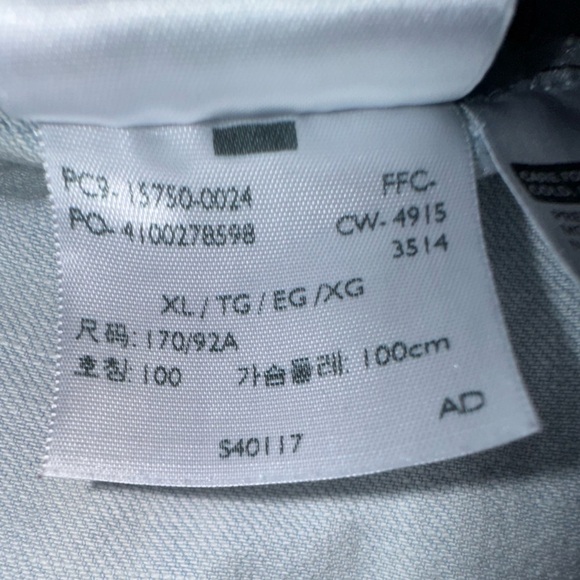 PC9- 15750-0024
FFC-
PO- 4100278598
CW- 4915
3514
XL / TG / EG /XG
尺码: 170/92A
호칭: 100 가슴둘레: 100cm
AD
S40117